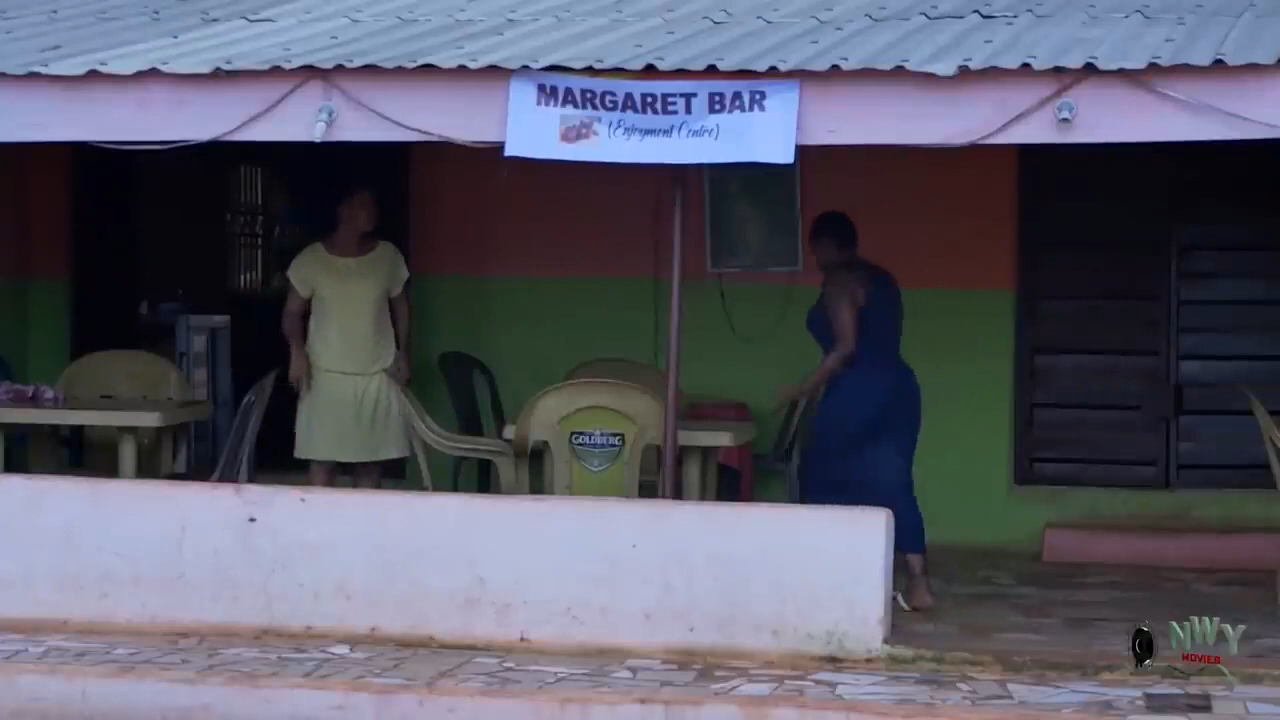 MARGARET BAR
(Enjoyment Centre)
GOLDBERG
NWY
MOVIES